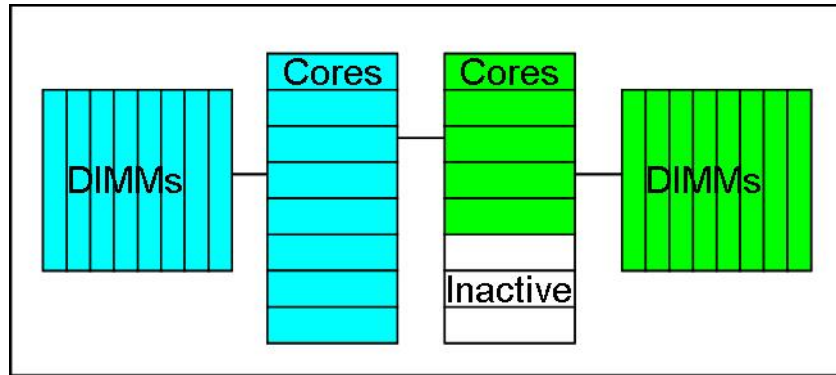 Cores
Cores
DIMMs
DIMMs
Inactive